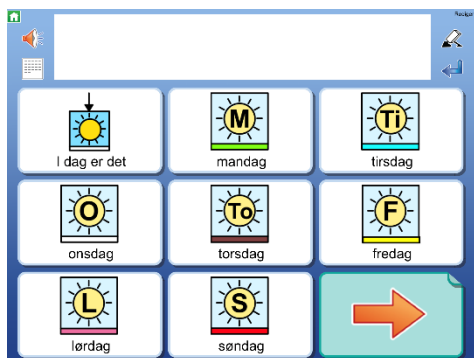 I dag er det
M
mandag
Ti
tirsdag
O
onsdag
To
torsdag
F
fredag
L
lørdag
S
søndag